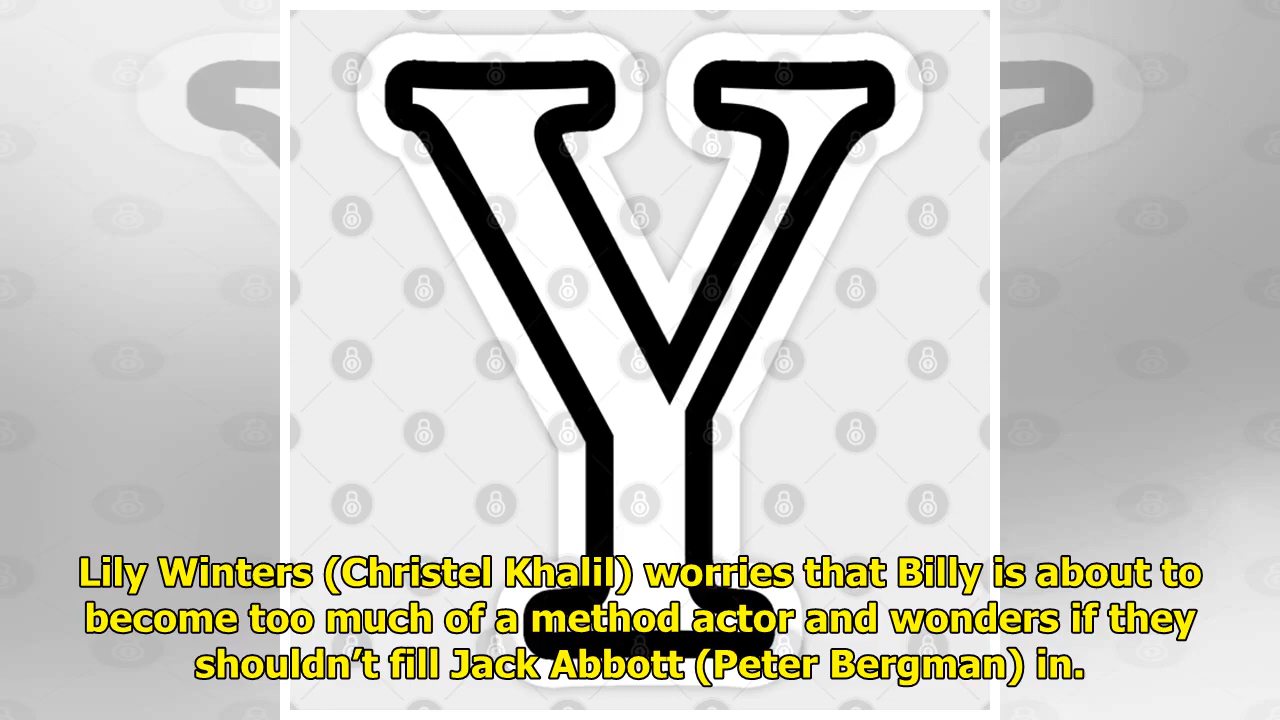 Y
Lily Winters (Christel Khalil) worries that Billy is about to
become too much of a method actor and wonders if they
shouldn’t fill Jack Abbott (Peter Bergman) in.